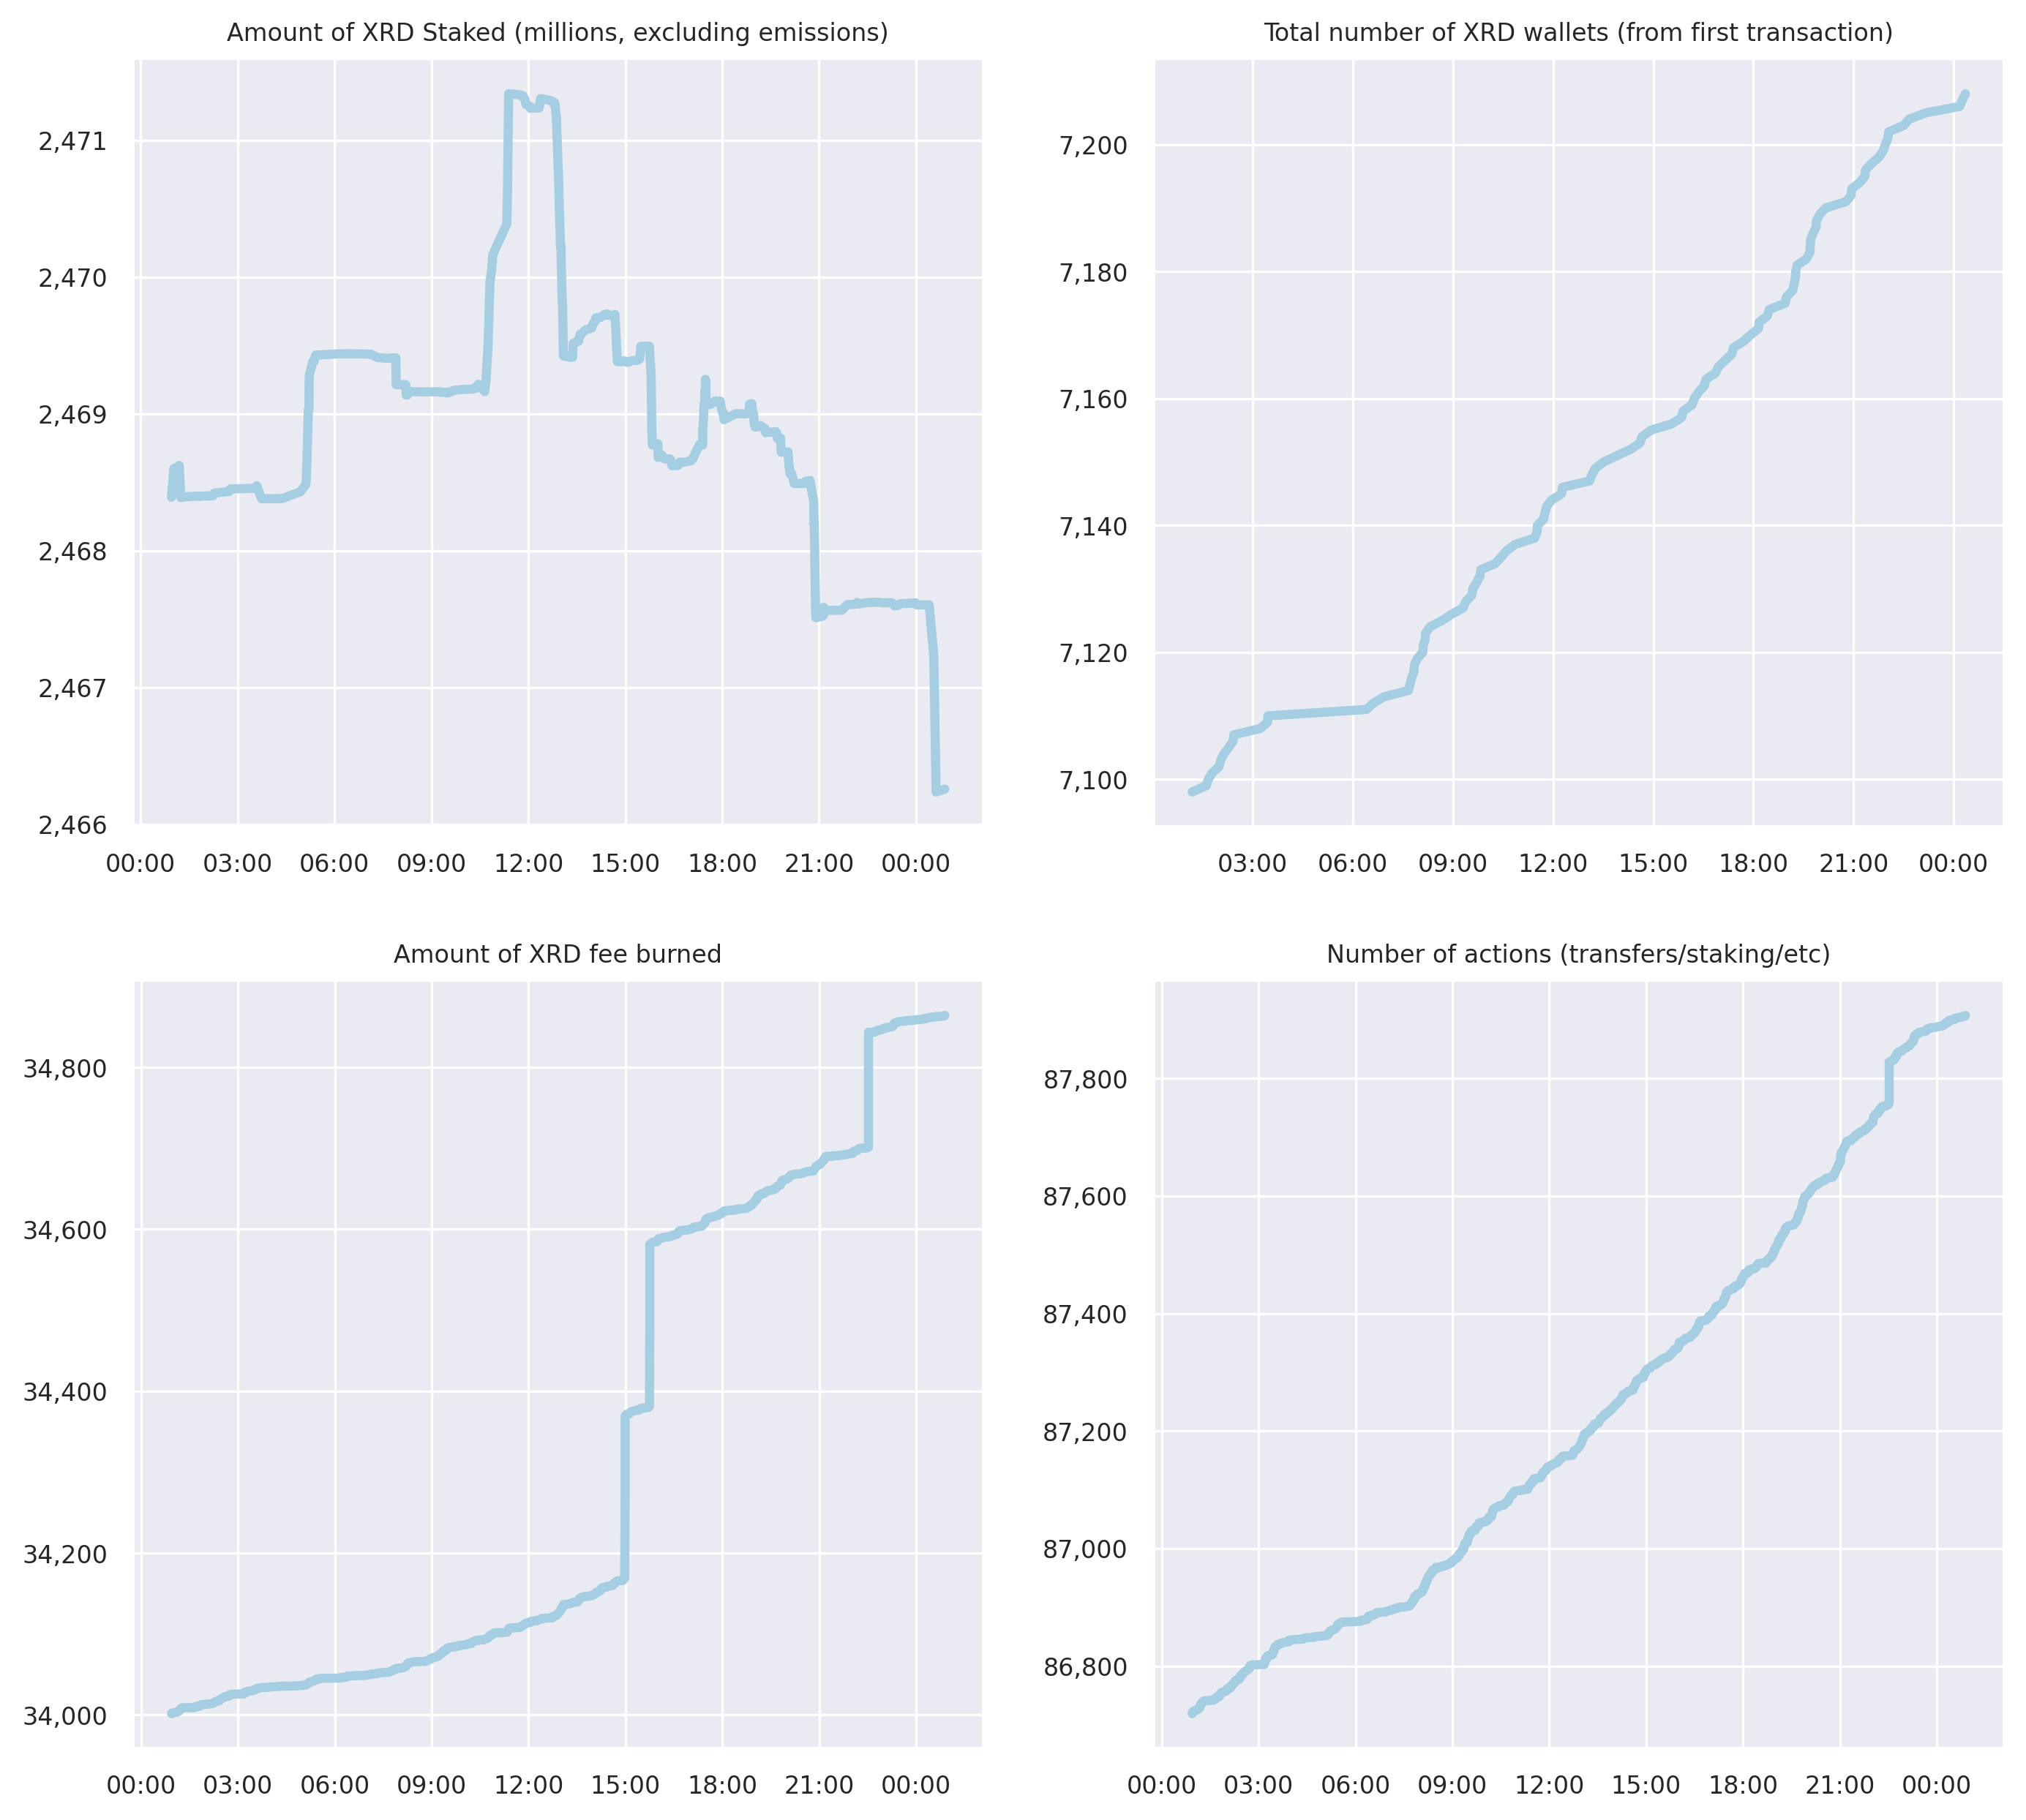 Amount of XRD Staked (millions, excluding emissions)
2,471
2,470
2,469
2,468
2,467
2,466
00:00 03:00 06:00 09:00 12:00 15:00 18:00 21:00 00:00
Total number of XRD wallets (from first transaction)
7,200
7,180
7,160
7,140
7,120
7,100
03:00 06:00 09:00 12:00 15:00 18:00 21:00 00:00
Amount of XRD fee burned
34,800
34,600
34,400
34,200
34,000
00:00 03:00 06:00 09:00 12:00 15:00 18:00 21:00 00:00
Number of actions (transfers/staking/etc)
87,800
87,600
87,400
87,200
87,000
86,800
00:00 03:00 06:00 09:00 12:00 15:00 18:00 21:00 00:00